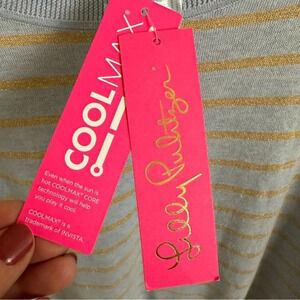 COOLMAX®
Even when the sun is
hot COOLMAX® CORE
technology will help
you play it cool.
COOLMAX® is a
trademark of INVISTA.
Lilly Pulitzer